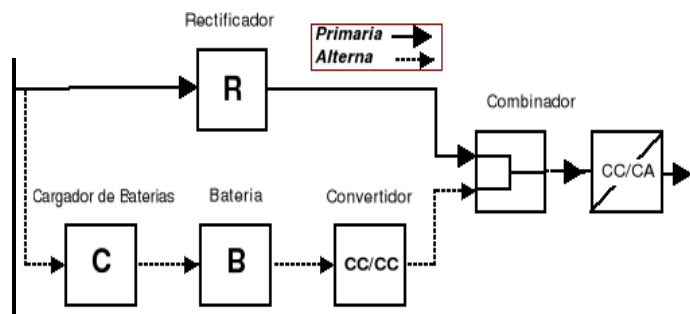 Rectificador
Primaria
Alterna
R
Combinador
CC/CA
Cargador de Baterias
Bateria
Convertidor
C
B
CC/CC